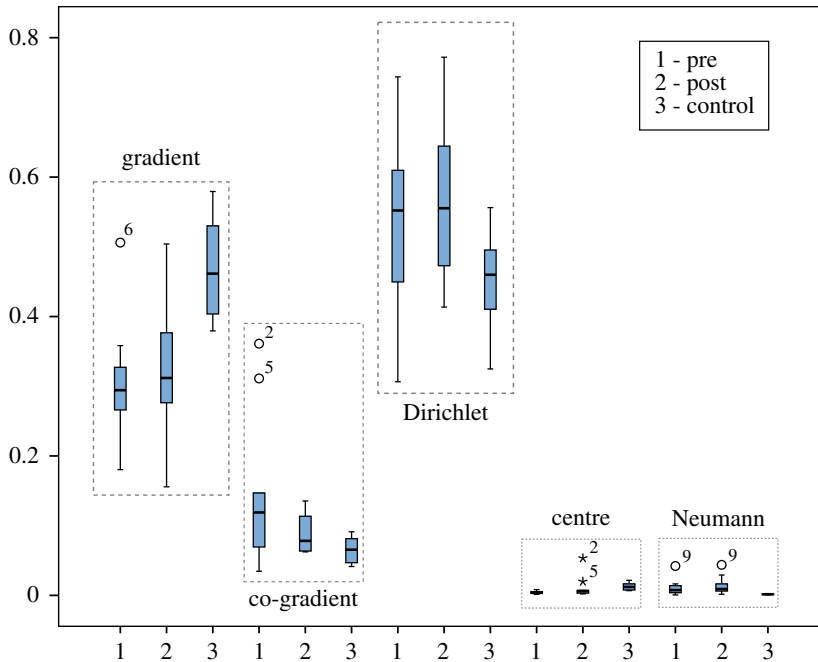 0.8
1 - pre
2 - post
3 - control
gradient
0.6
6
0.4
2
5
Dirichlet
0.2
centre
Neumann
2
5
9
9
0
co-gradient
1 2 3 1 2 3 1 2 3 1 2 3 1 2 3